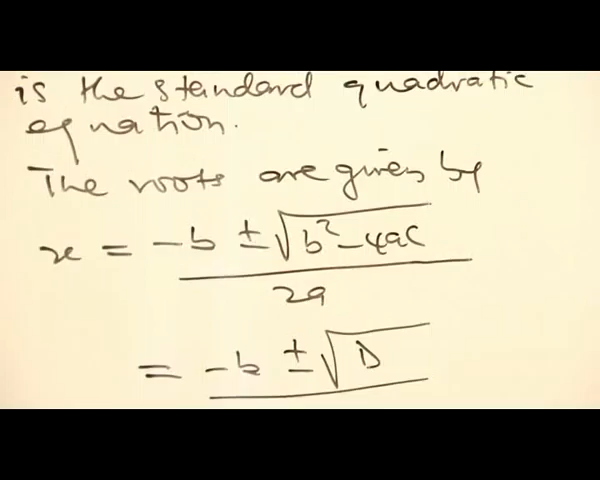 is the standard quadratic
equation.
The roots are given by
x = -b ± √b² - 4ac
2a
= -b ± √D